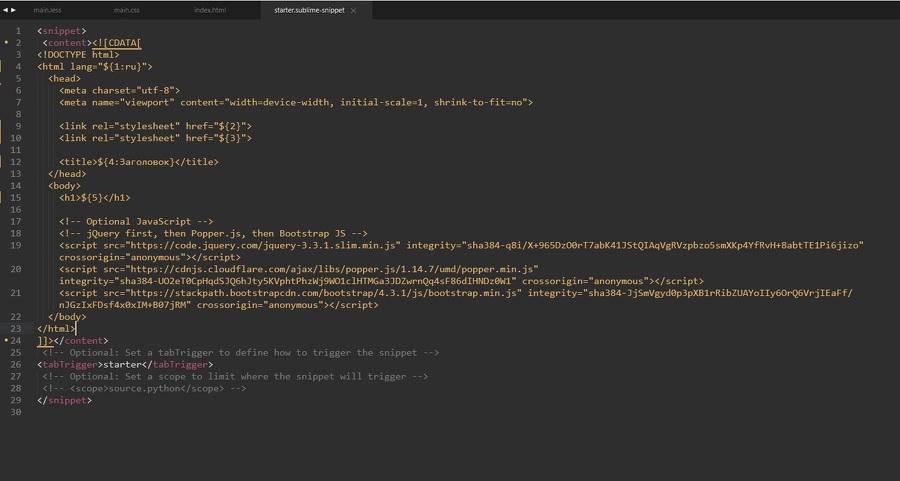 main.less main.css index.html starter.sublime-snippet
1 <snippet>
2 <content><![CDATA[
3 <!DOCTYPE html>
4 <html lang="${1:ru}">
5 <head>
6 <meta charset="utf-8">
7 <meta name="viewport" content="width=device-width, initial-scale=1, shrink-to-fit=no">
8
9 <link rel="stylesheet" href="${2}">
10 <link rel="stylesheet" href="${3}">
11
12 <title>${4:Заголовок}</title>
13 </head>
14 <body>
15 <h1>${5}</h1>
16
17 <!-- Optional JavaScript -->
18 <!-- jQuery first, then Popper.js, then Bootstrap JS -->
19 <script src="https://code.jquery.com/jquery-3.3.1.slim.min.js" integrity="sha384-q8i/X+965DzO0rT7abK41JStQIAqVgRVzpbzo5smXKp4YfRvH+8abtTE1Pi6jizo"
crossorigin="anonymous"></script>
20 <script src="https://cdnjs.cloudflare.com/ajax/libs/popper.js/1.14.7/umd/popper.min.js"
integrity="sha384-UO2eT0CpHqdSJQ6hJty5KVphtPhzWj9WO1clHTMGa3JDZwrnQq4sF86dIHNDz0W1" crossorigin="anonymous"></script>
21 <script src="https://stackpath.bootstrapcdn.com/bootstrap/4.3.1/js/bootstrap.min.js" integrity="sha384-JjSmVgyd0p3pXB1rRibZUAYoIIy6OrQ6VrjIEaFf/
nJGzIxFDsf4x0xIM+B07jRM" crossorigin="anonymous"></script>
22 </body>
23 </html>
24 ]]></content>
25 <!-- Optional: Set a tabTrigger to define how to trigger the snippet -->
26 <tabTrigger>starter</tabTrigger>
27 <!-- Optional: Set a scope to limit where the snippet will trigger -->
28 <!-- <scope>source.python</scope> -->
29 </snippet>
30